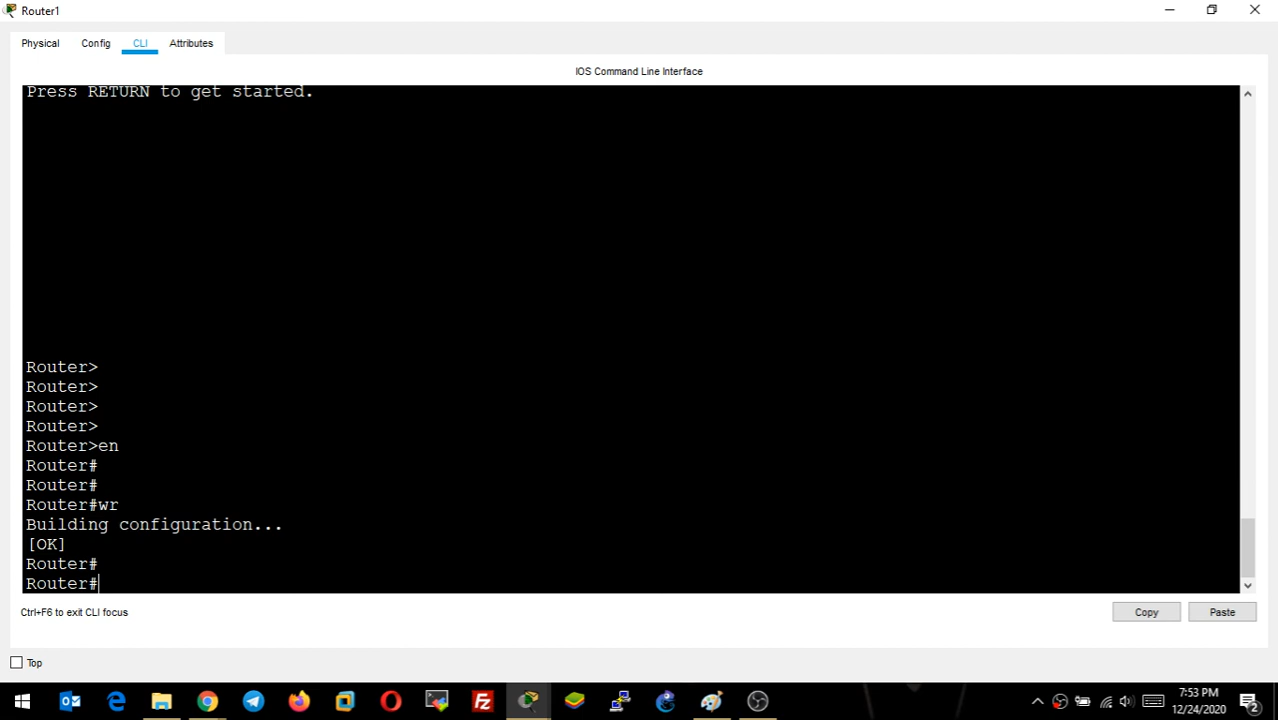 Router1
Physical Config CLI Attributes
IOS Command Line Interface
Press RETURN to get started.
Router>
Router>
Router>
Router>
Router>en
Router#
Router#
Router#wr
Building configuration...
[OK]
Router#
Router#
Ctrl+F6 to exit CLI focus
Copy Paste
Top
7:53 PM
12/24/2020
2